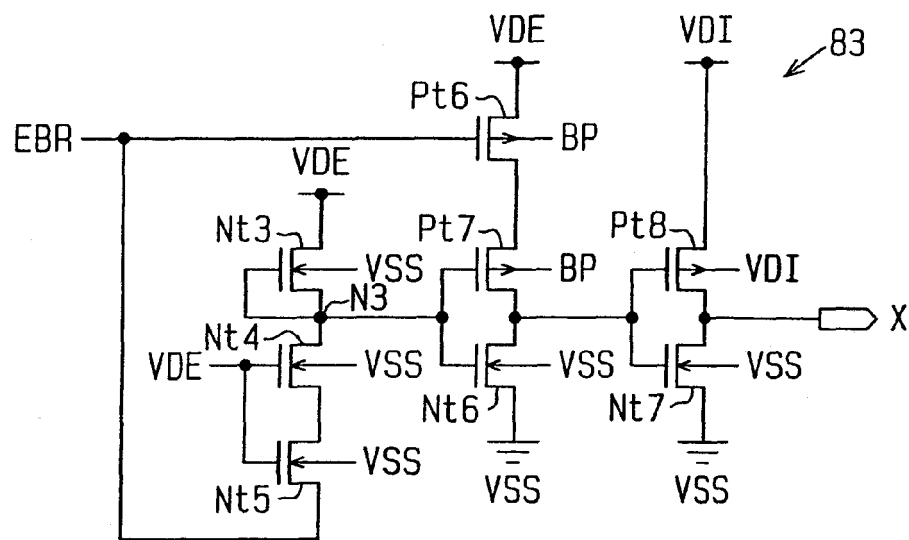 VDE
VDI
83
Pt6
EBR
BP
VDE
Nt3
Pt7
Pt8
VSS
BP
VDI
N3
X
Nt4
VDE
VSS
VSS
VSS
Nt6
Nt7
VSS
Nt5
VSS
VSS